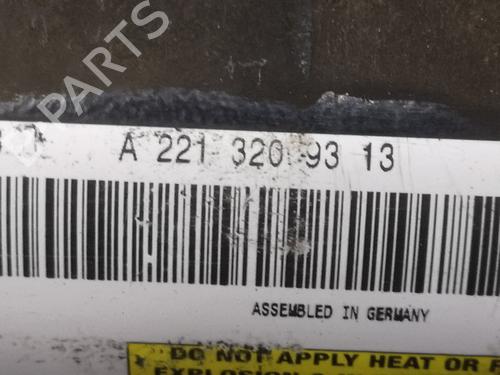 PARTS
A 221 320 93 13
ASSEMBLED IN GERMANY
DO NOT APPLY HEAT OR